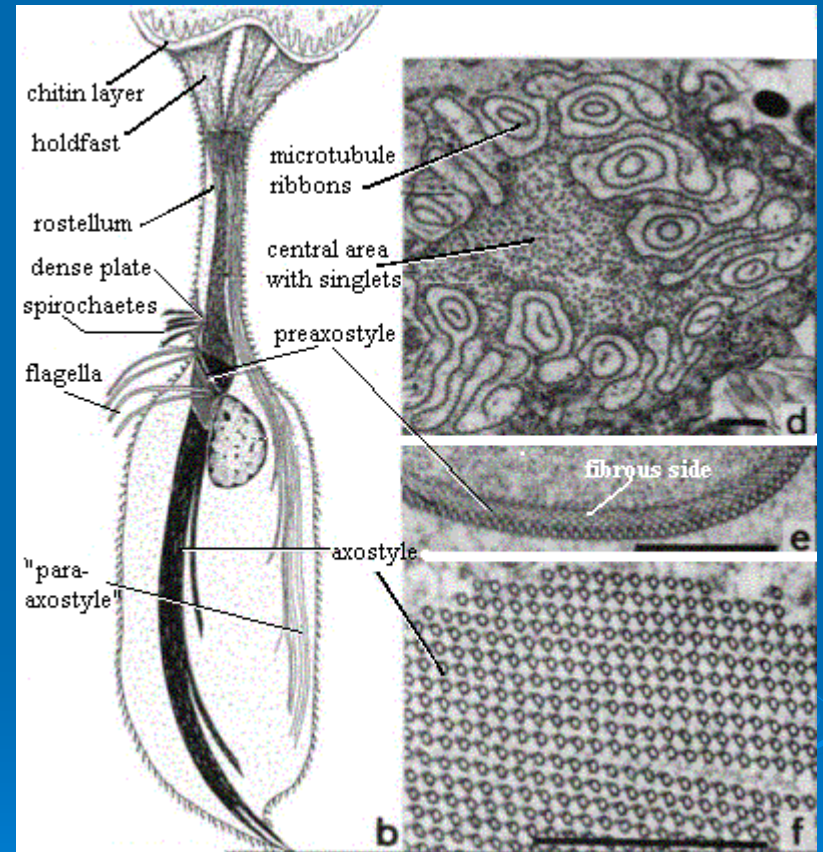 chitin layer
holdfast
rostellum
dense plate
spirochaetes
flagella
"para-
axostyle"
b
microtubule
ribbons
central area
with singlets
preaxostyle
axostyle
d
fibrous side
e
f